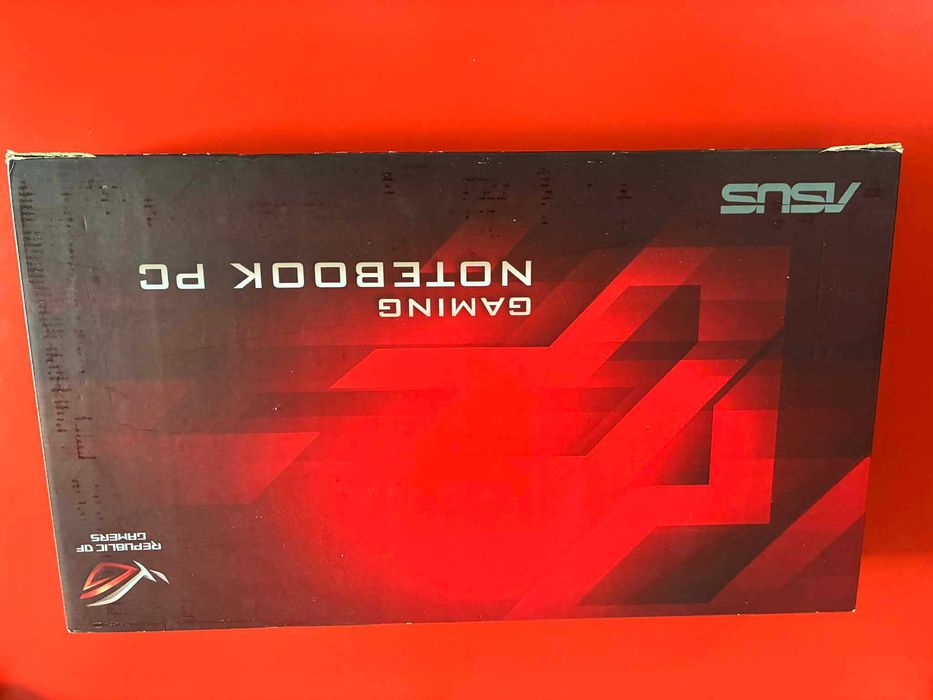 REPUBLIC OF
GAMERS
GAMING
NOTEBOOK PC
ASUS